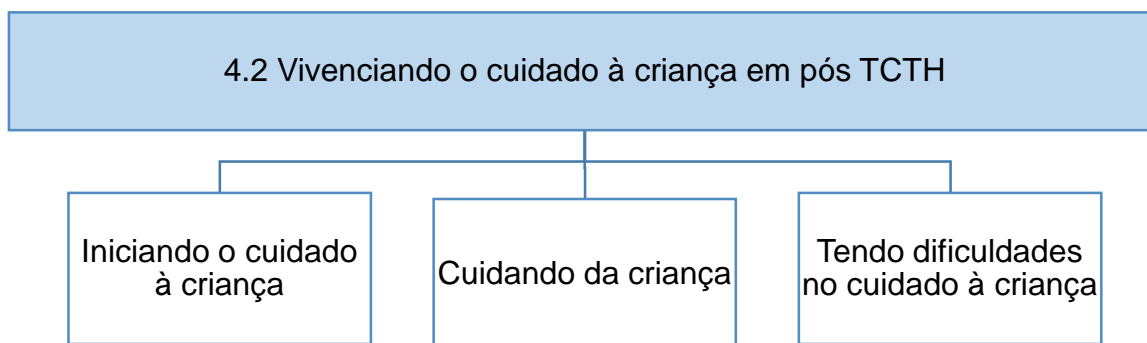 4.2 Vivenciando o cuidado à criança em pós TCTH
Iniciando o cuidado
à criança
Cuidando da criança
Tendo dificuldades
no cuidado à criança